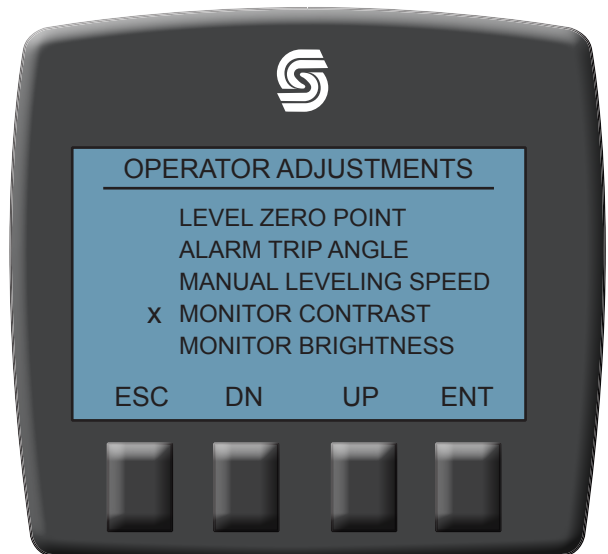 OPERATOR ADJUSTMENTS
LEVEL ZERO POINT
ALARM TRIP ANGLE
MANUAL LEVELING SPEED
x MONITOR CONTRAST
MONITOR BRIGHTNESS
ESC DN UP ENT